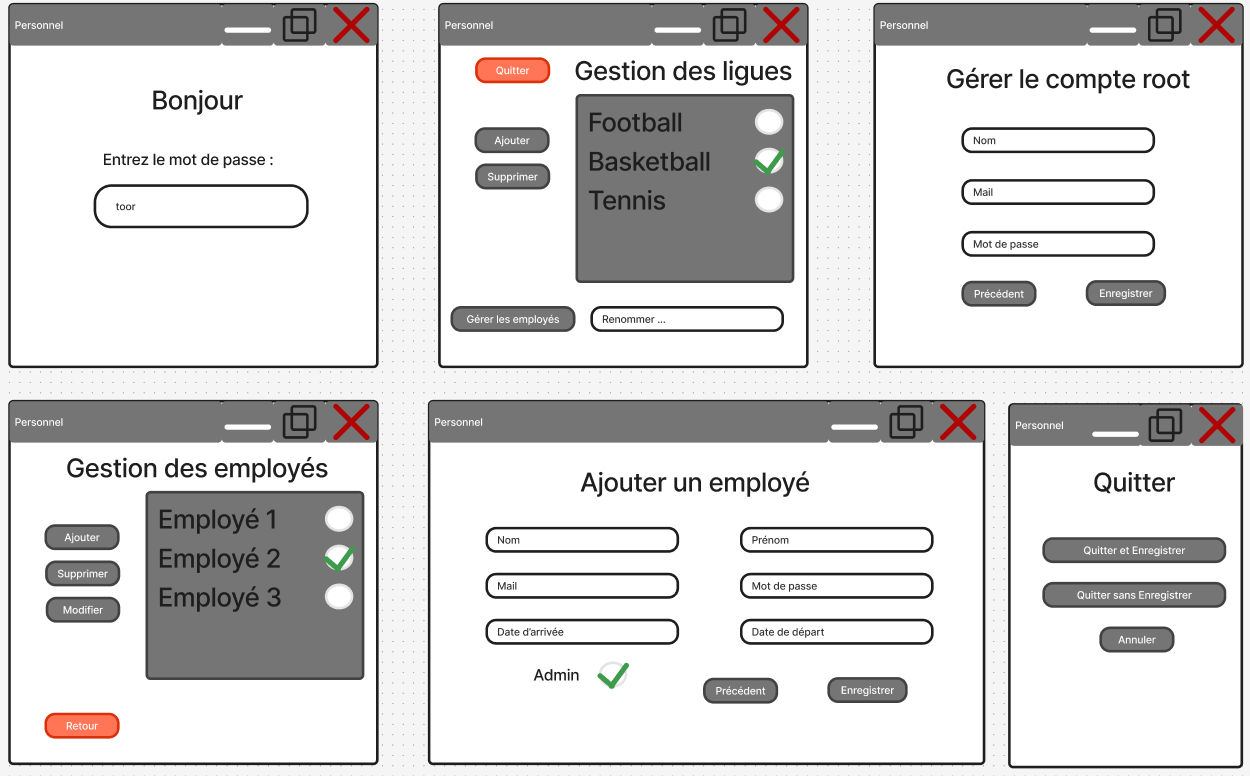 Personnel
Bonjour
Entrez le mot de passe :
toor
Personnel
Quitter
Gestion des ligues
Ajouter
Supprimer
Football
Basketball
Tennis
Gérer les employés
Renommer ...
Personnel
Gérer le compte root
Nom
Mail
Mot de passe
Précédent
Enregistrer
Personnel
Gestion des employés
Ajouter
Supprimer
Modifier
Employé 1
Employé 2
Employé 3
Retour
Personnel
Ajouter un employé
Nom
Prénom
Mail
Mot de passe
Date d'arrivée
Date de départ
Admin
Précédent
Enregistrer
Personnel
Quitter
Quitter et Enregistrer
Quitter sans Enregistrer
Annuler